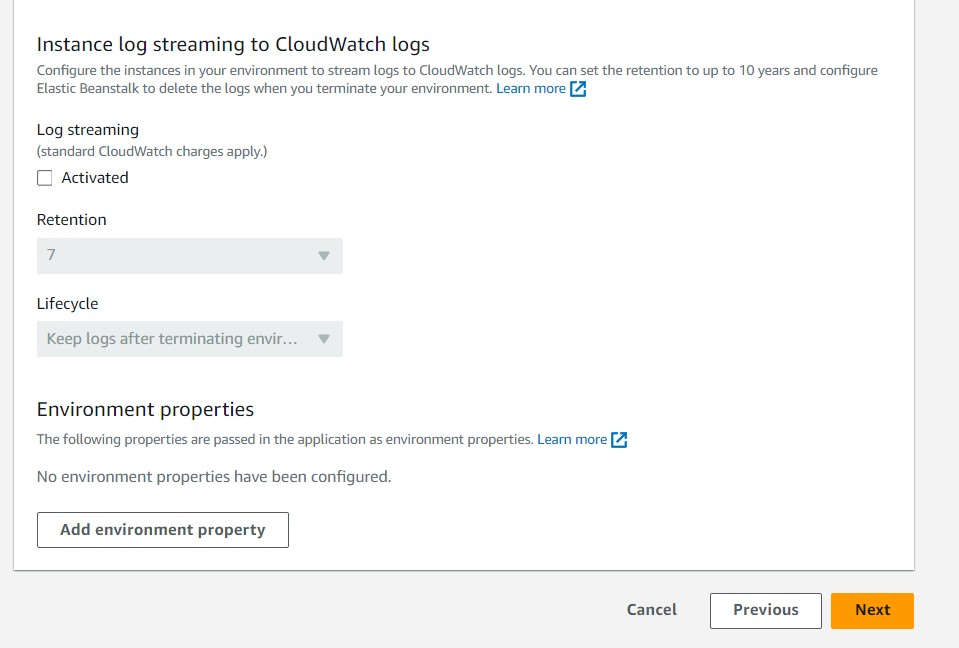 Instance log streaming to CloudWatch logs
Configure the instances in your environment to stream logs to CloudWatch logs. You can set the retention to up to 10 years and configure
Elastic Beanstalk to delete the logs when you terminate your environment. Learn more
Log streaming
(standard CloudWatch charges apply.)
Activated
Retention
7
Lifecycle
Keep logs after terminating envir...
Environment properties
The following properties are passed in the application as environment properties. Learn more
No environment properties have been configured.
Add environment property
Cancel Previous Next